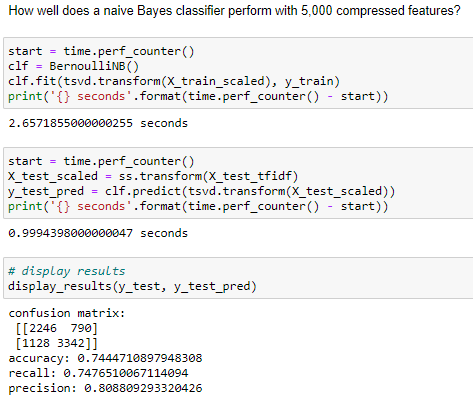 How well does a naive Bayes classifier perform with 5,000 compressed features?
start = time.perf_counter()
clf = BernoulliNB()
clf.fit(tsvd.transform(X_train_scaled), y_train)
print('{} seconds'.format(time.perf_counter() - start))
2.6571855000000255 seconds
start = time.perf_counter()
X_test_scaled = ss.transform(X_test_tfidf)
y_test_pred = clf.predict(tsvd.transform(X_test_scaled))
print('{} seconds'.format(time.perf_counter() - start))
0.9994398000000047 seconds
# display results
display_results(y_test, y_test_pred)
confusion matrix:
[[2246 790]
[1128 3342]]
accuracy: 0.7444710897948308
recall: 0.7476510067114094
precision: 0.808809293320426